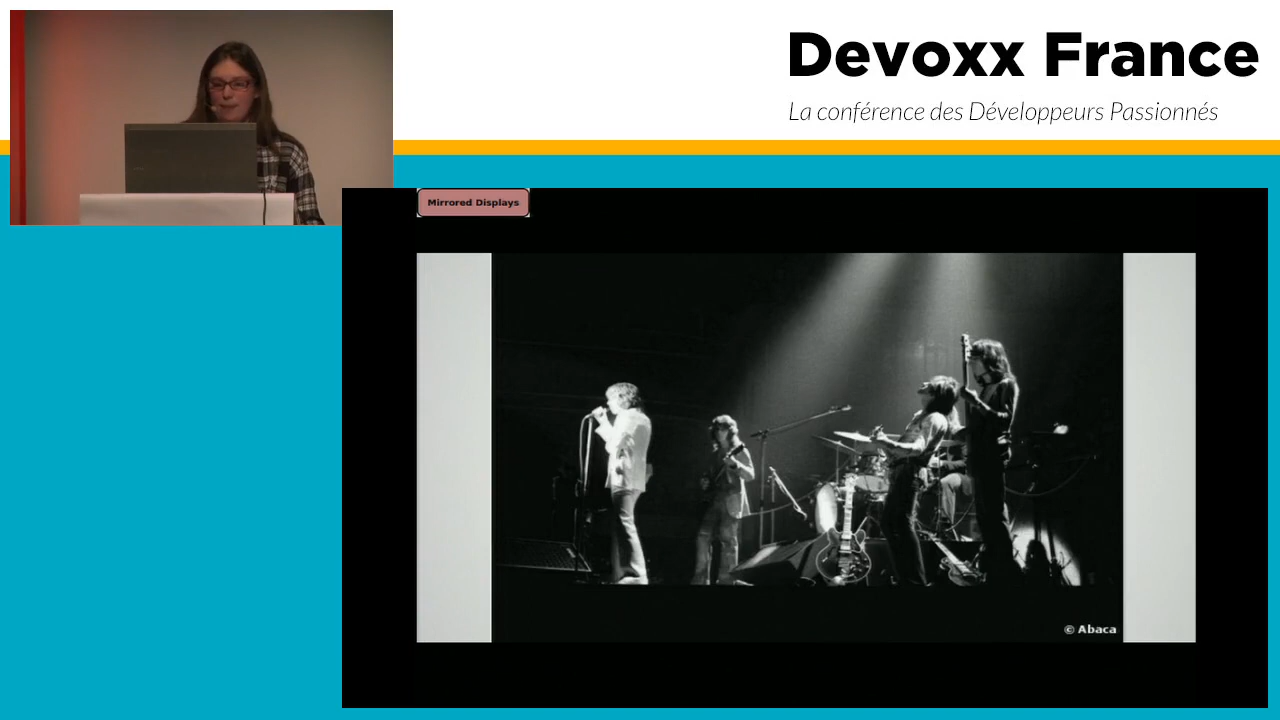 Devoxx France
La conférence des Développeurs Passionnés
Mirrored Displays
© Abaca